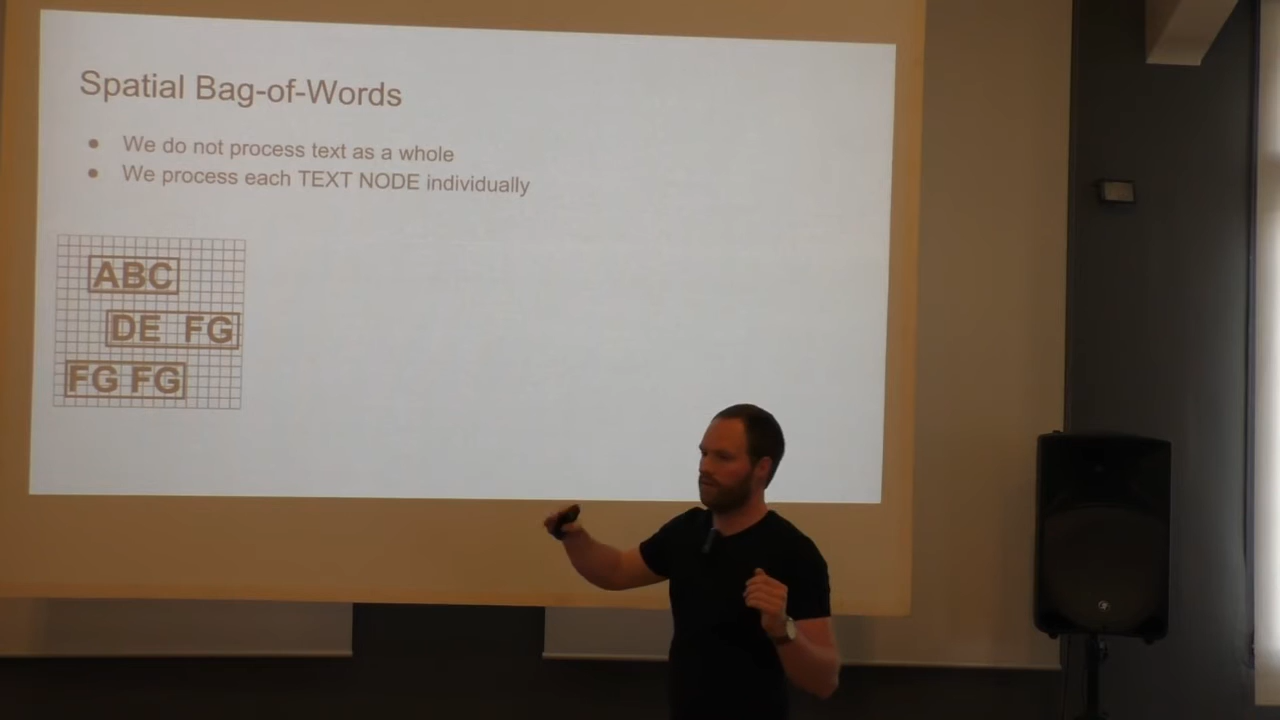 Spatial Bag-of-Words
● We do not process text as a whole
● We process each TEXT NODE individually
ABC
DE FG
FG FG